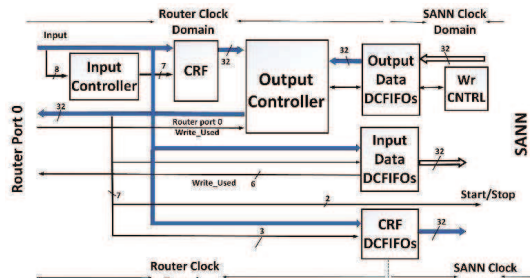 Router Clock
Domain
SANN Clock
Domain
Input
8
Input
Controller
7
CRF
32
Output
Controller
32
Output
Data
DCFIFOs
32
Wr
CNTRL
32
Router port 0
Write_Used
Router Port 0
SANN
Input
Data
DCFIFOs
32
Write_Used
6
7
2
Start/Stop
3
CRF
DCFIFOs
32
Router Clock
SANN Clock